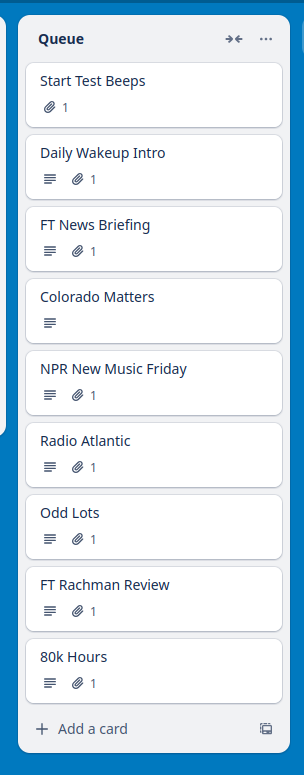 Queue
Start Test Beeps
1
Daily Wakeup Intro
1
FT News Briefing
1
Colorado Matters
NPR New Music Friday
1
Radio Atlantic
1
Odd Lots
1
FT Rachman Review
1
80k Hours
1
Add a card